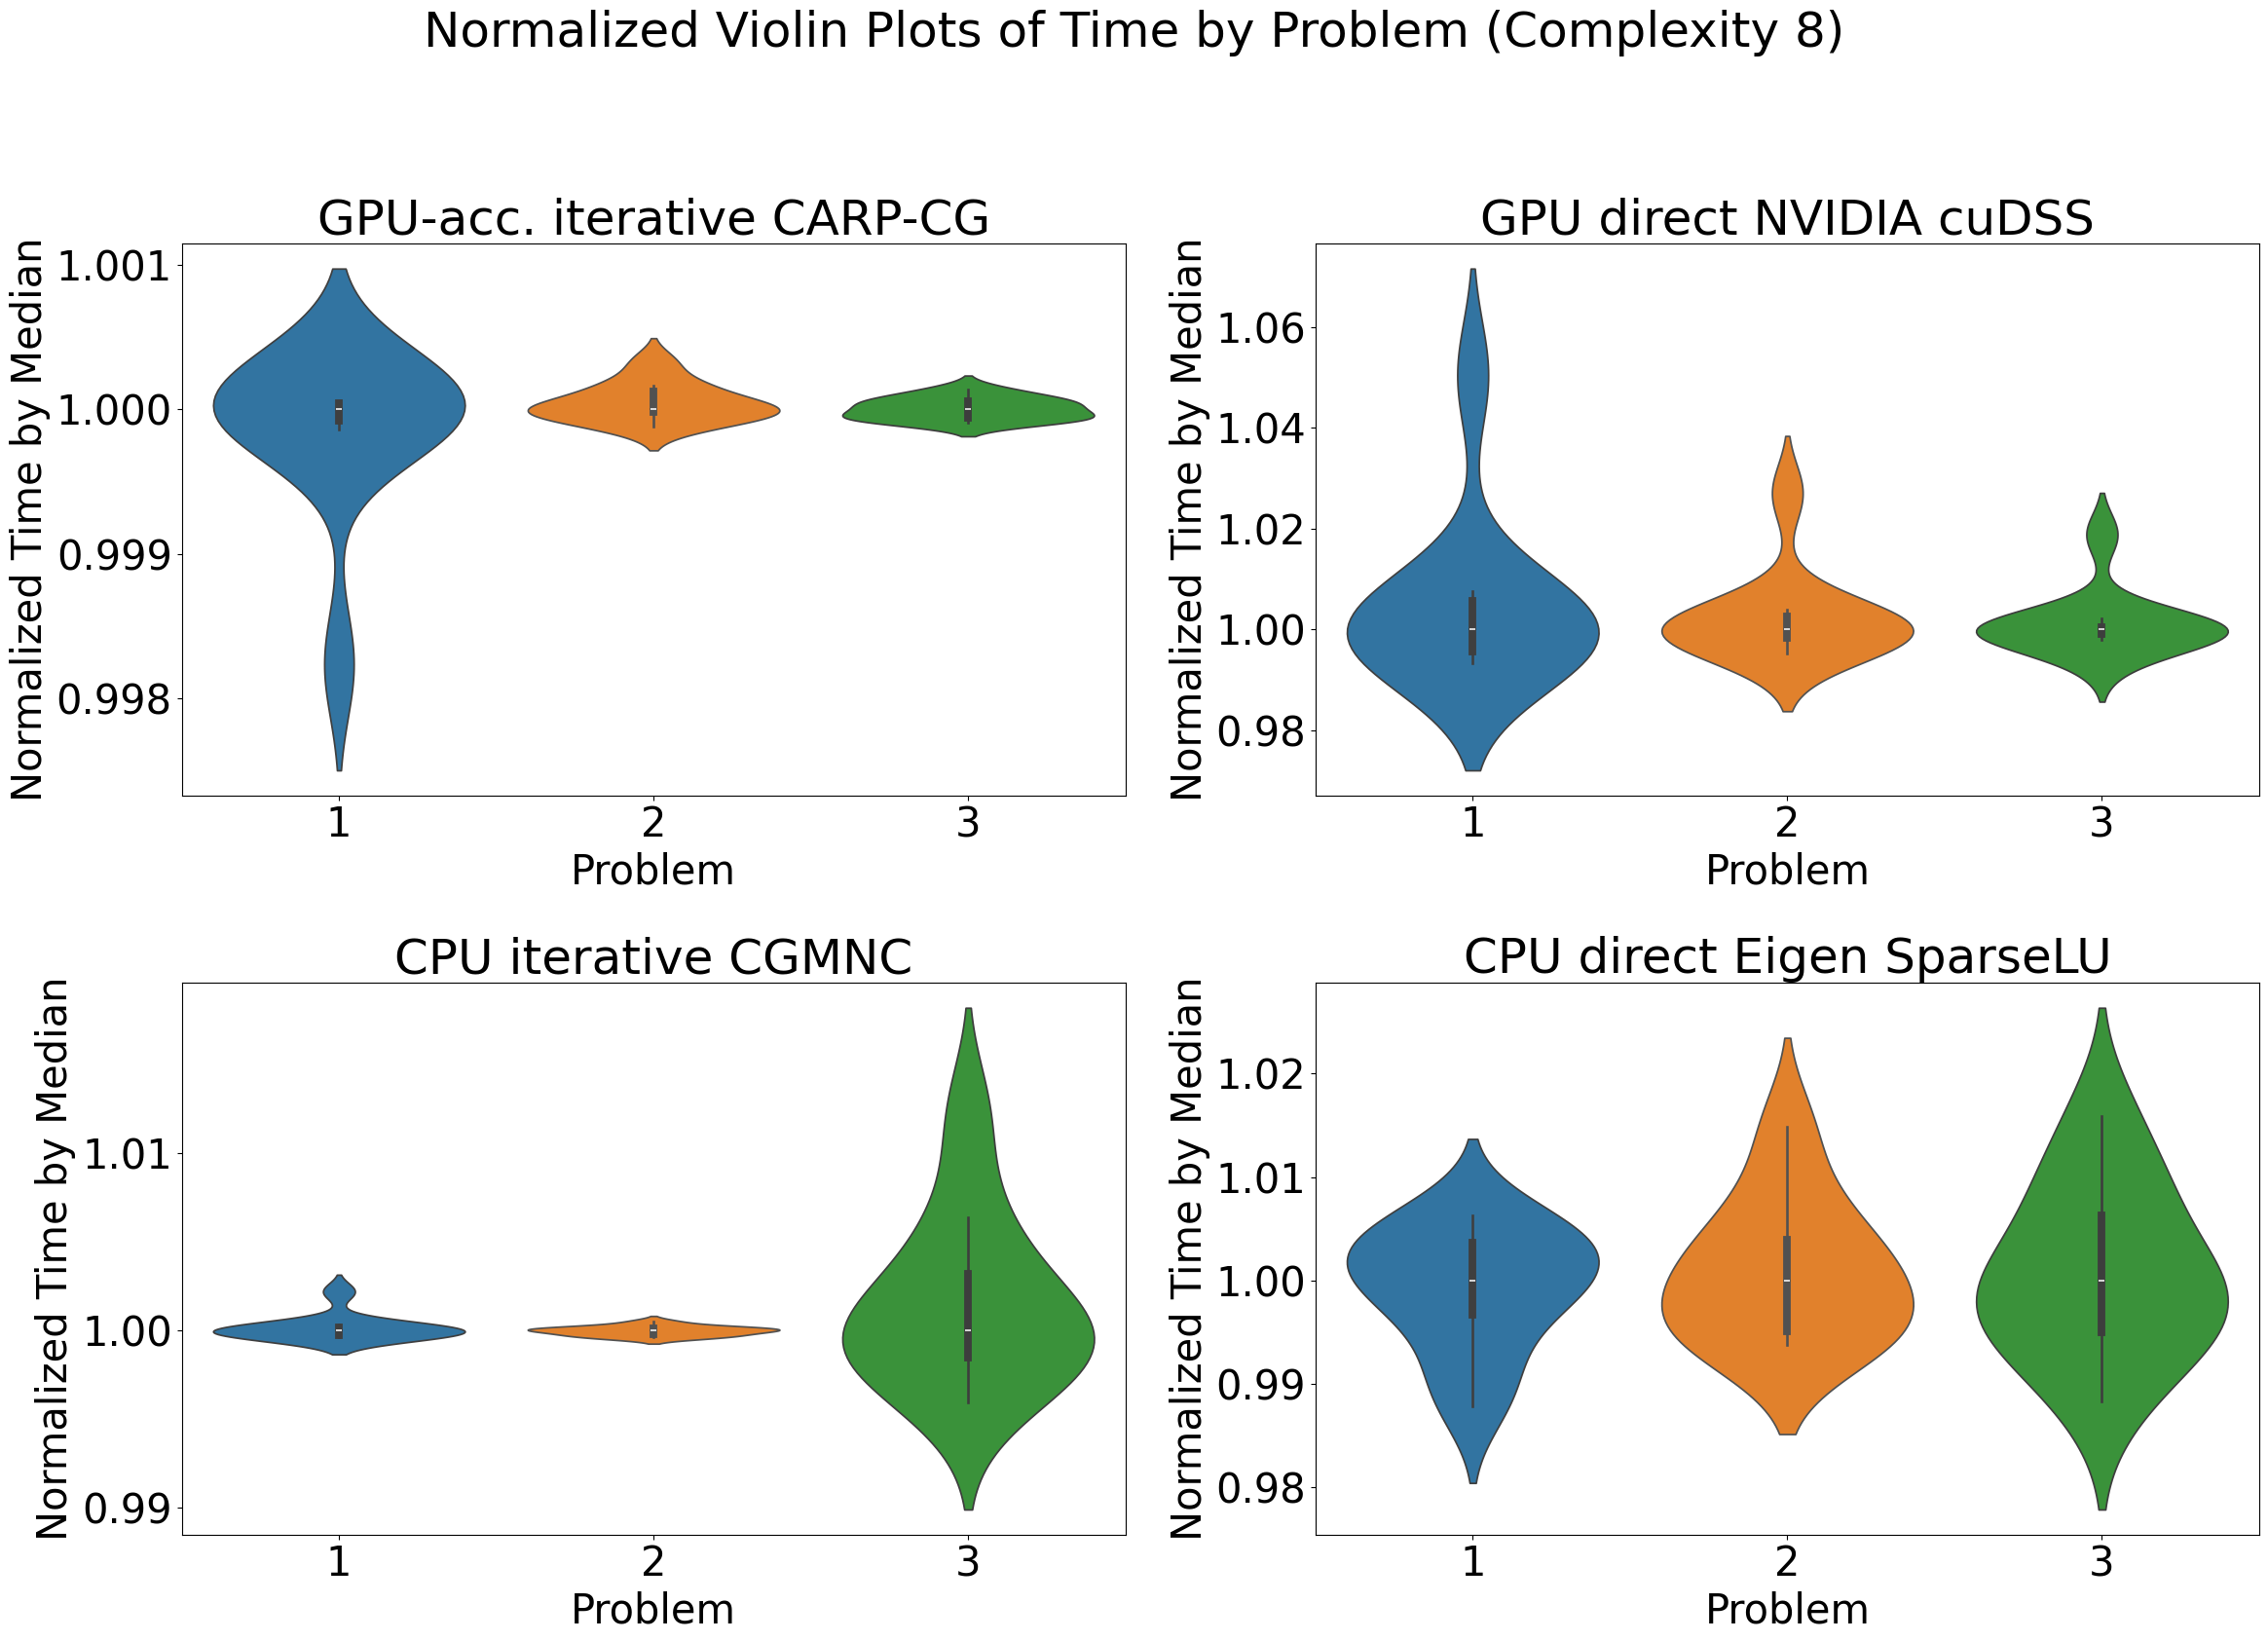 Normalized Violin Plots of Time by Problem (Complexity 8)
GPU-acc. iterative CARP-CG
Normalized Time by Median
1.001
1.000
0.999
0.998
1 2 3
Problem
GPU direct NVIDIA cuDSS
Normalized Time by Median
1.06
1.04
1.02
1.00
0.98
1 2 3
Problem
CPU iterative CGMNC
Normalized Time by Median
1.01
1.00
0.99
1 2 3
Problem
CPU direct Eigen SparseLU
Normalized Time by Median
1.02
1.01
1.00
0.99
0.98
1 2 3
Problem